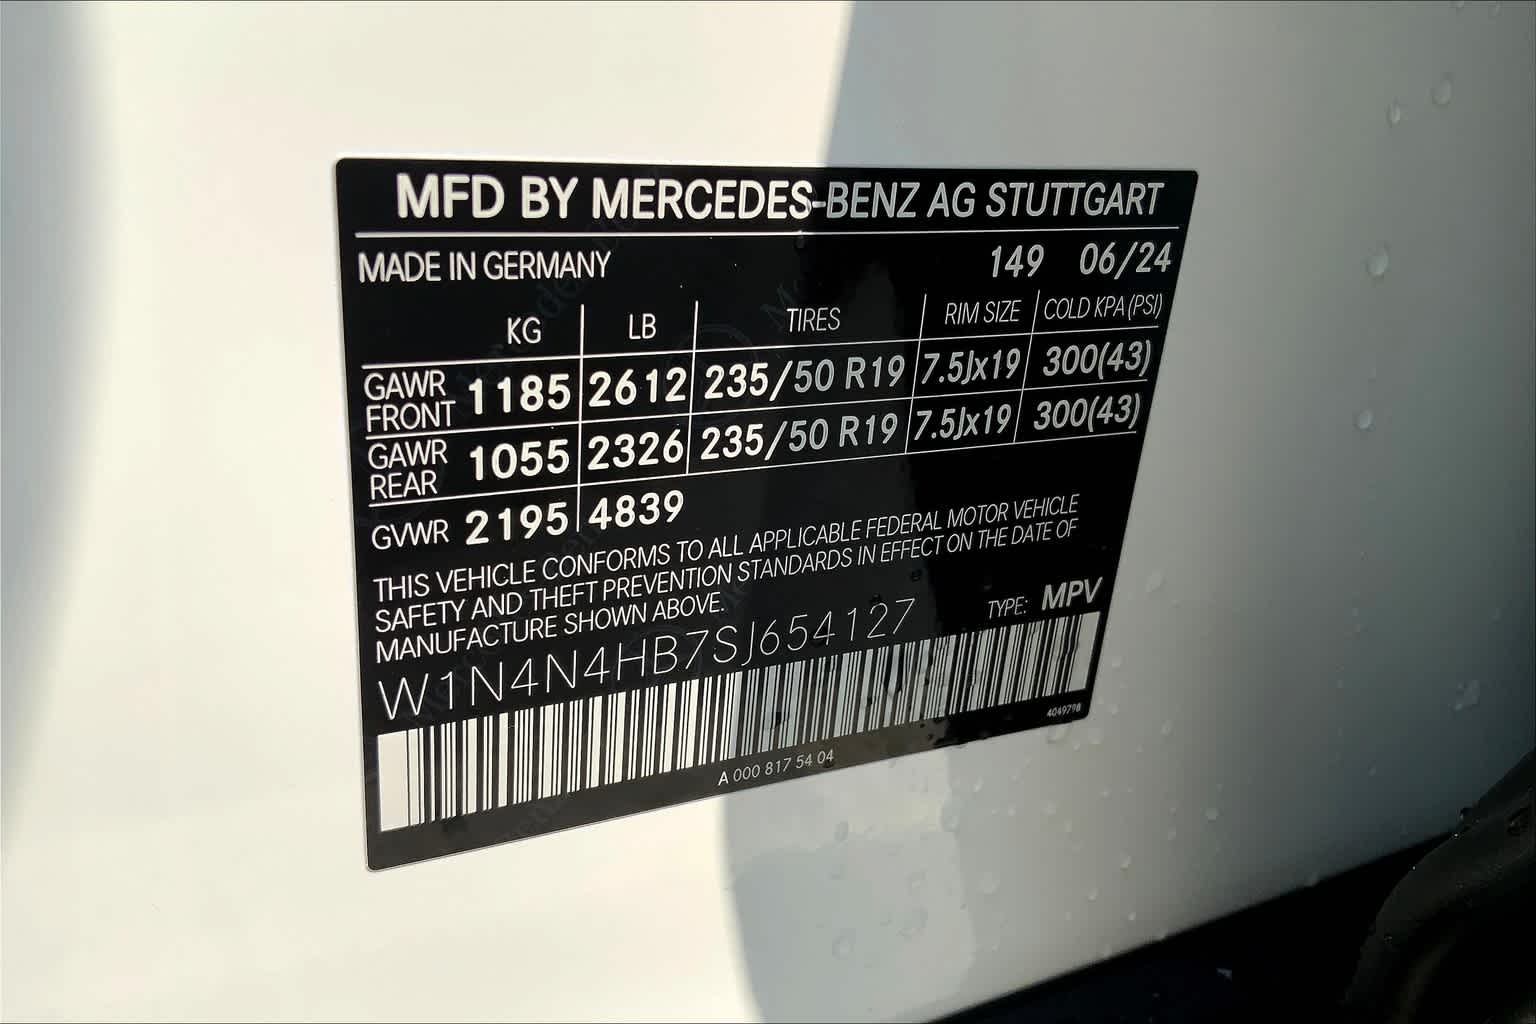 MFD BY MERCEDES-BENZ AG STUTTGART
MADE IN GERMANY 149 06/24
KG LB TIRES RIM SIZE COLD KPA (PSI)
GAWR FRONT 1185 2612 235/50 R19 7.5Jx19 300(43)
GAWR REAR 1055 2326 235/50 R19 7.5Jx19 300(43)
GVWR 2195 4839
THIS VEHICLE CONFORMS TO ALL APPLICABLE FEDERAL MOTOR VEHICLE
SAFETY AND THEFT PREVENTION STANDARDS IN EFFECT ON THE DATE OF
MANUFACTURE SHOWN ABOVE.
TYPE: MPV
W1N4N4HB7SJ654127
4049798
A 000 817 54 04